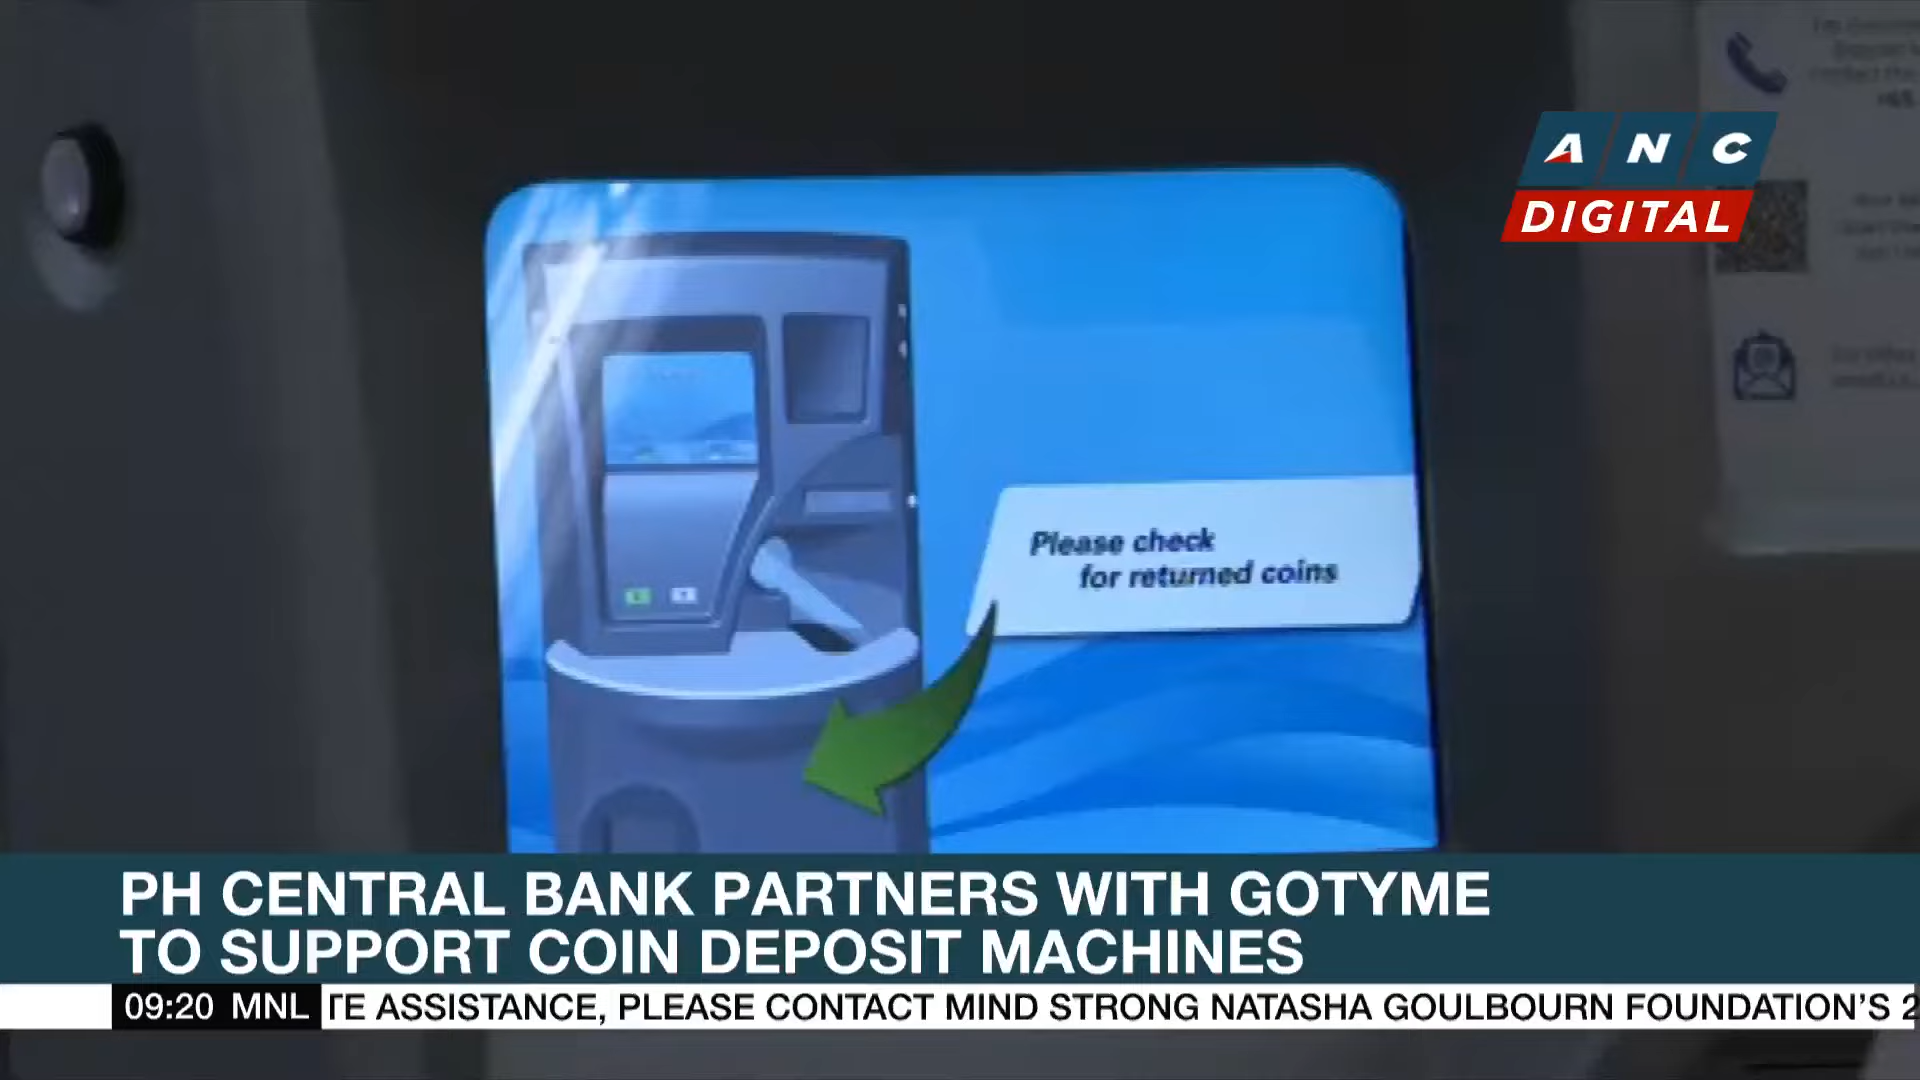 ANC
DIGITAL
Please check
for returned coins
PH CENTRAL BANK PARTNERS WITH GOTYME
TO SUPPORT COIN DEPOSIT MACHINES
09:20 MNL
ASSISTANCE, PLEASE CONTACT MIND STRONG NATASHA GOULBOURN FOUNDATION'S 2